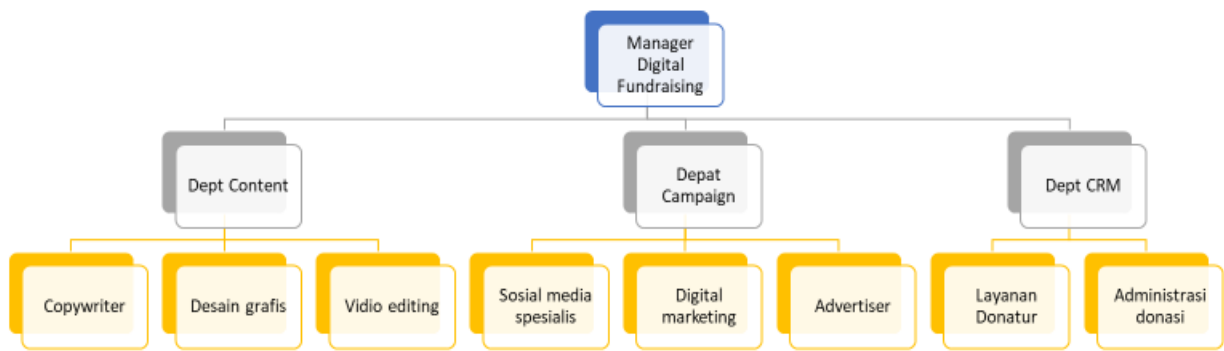 Manager
Digital
Fundraising
Dept Content
Depat
Campaign
Dept CRM
Copywriter
Desain grafis
Vidio editing
Sosial media
spesialis
Digital
marketing
Advertiser
Layanan
Donatur
Administrasi
donasi